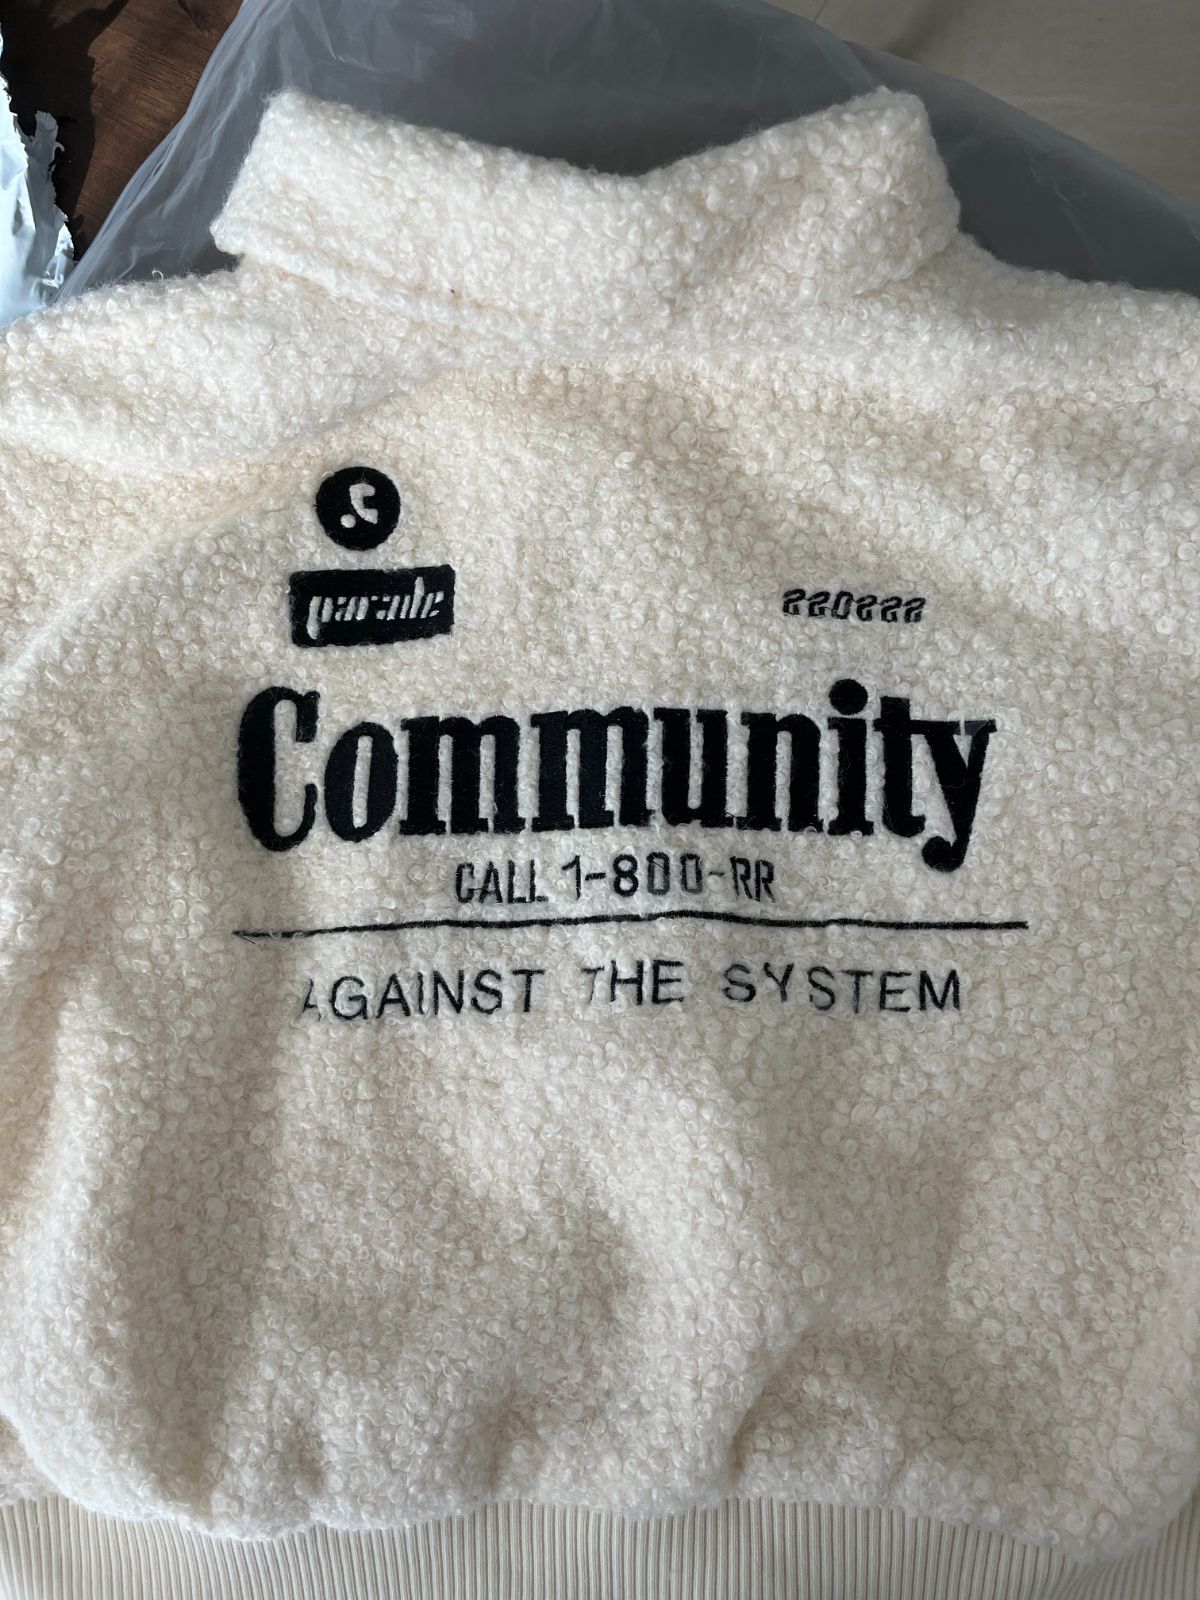 parade
220222
Community
CALL 1-800-RR
AGAINST THE SYSTEM